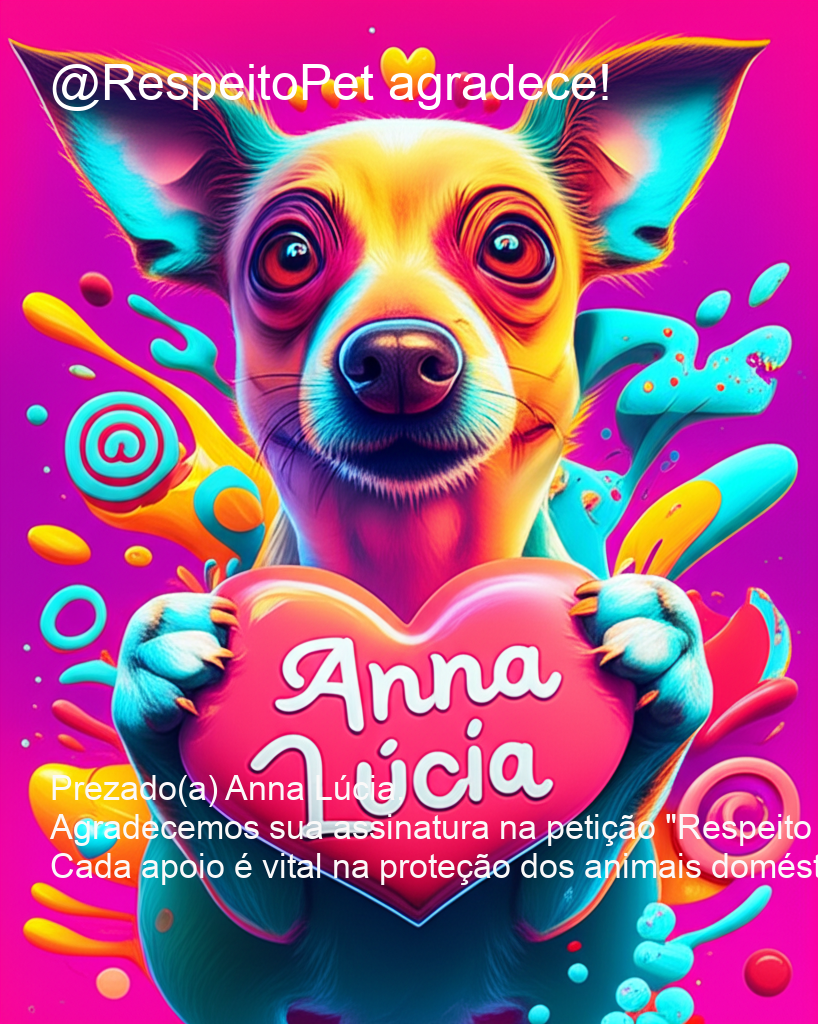 @RespeitoPet agradece!
Anna
Lúcia
Prezado(a) Anna Lúcia,
Agradecemos sua assinatura na petição "Respeito
Cada apoio é vital na proteção dos animais